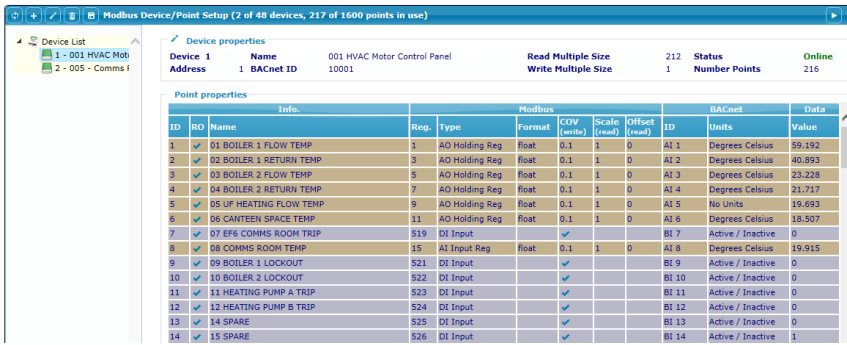 Modbus Device/Point Setup (2 of 48 devices, 217 of 1600 points in use)
Device List
1 - 001 HVAC Mot
2 - 005 - Comms
Device properties
Device 1 Name 001 HVAC Motor Control Panel Read Multiple Size 212 Status Online
Address 1 BACnet ID 10001 Write Multiple Size 1 Number Points 216
Point properties
Info. Modbus BACnet Data
ID RO Name Reg. Type Format COV (write) Scale (read) Offset (read) ID Units Value
1 01 BOILER 1 FLOW TEMP 1 AO Holding Reg float 0.1 1 0 AI 1 Degrees Celsius 59.192
2 02 BOILER 1 RETURN TEMP 3 AO Holding Reg float 0.1 1 0 AI 2 Degrees Celsius 40.893
3 03 BOILER 2 FLOW TEMP 5 AO Holding Reg float 0.1 1 0 AI 3 Degrees Celsius 23.228
4 04 BOILER 2 RETURN TEMP 7 AO Holding Reg float 0.1 1 0 AI 4 Degrees Celsius 21.717
5 05 UF HEATING FLOW TEMP 9 AO Holding Reg float 0.1 1 0 AI 5 No Units 19.693
6 06 CANTEEN SPACE TEMP 11 AO Holding Reg float 0.1 1 0 AI 6 Degrees Celsius 18.507
7 07 EF6 COMMS ROOM TRIP 519 DI Input BI 7 Active / Inactive 0
8 08 COMMS ROOM TEMP 15 AI Input Reg float 0.1 1 0 AI 8 Degrees Celsius 19.915
9 09 BOILER 1 LOCKOUT 521 DI Input BI 9 Active / Inactive 0
10 10 BOILER 2 LOCKOUT 522 DI Input BI 10 Active / Inactive 0
11 11 HEATING PUMP A TRIP 523 DI Input BI 11 Active / Inactive 0
12 12 HEATING PUMP B TRIP 524 DI Input BI 12 Active / Inactive 0
13 14 SPARE 525 DI Input BI 13 Active / Inactive 0
14 15 SPARE 526 DI Input BI 14 Active / Inactive 1